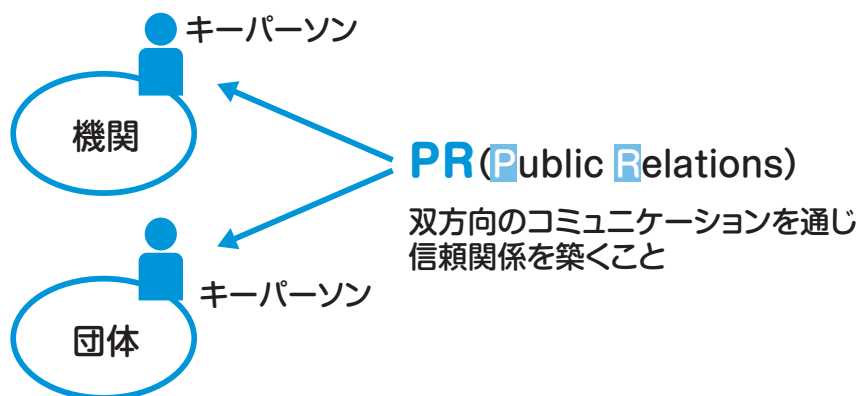 キーパーソン
機関
PR(Public Relations)
双方向のコミュニケーションを通じ
信頼関係を築くこと
キーパーソン
団体